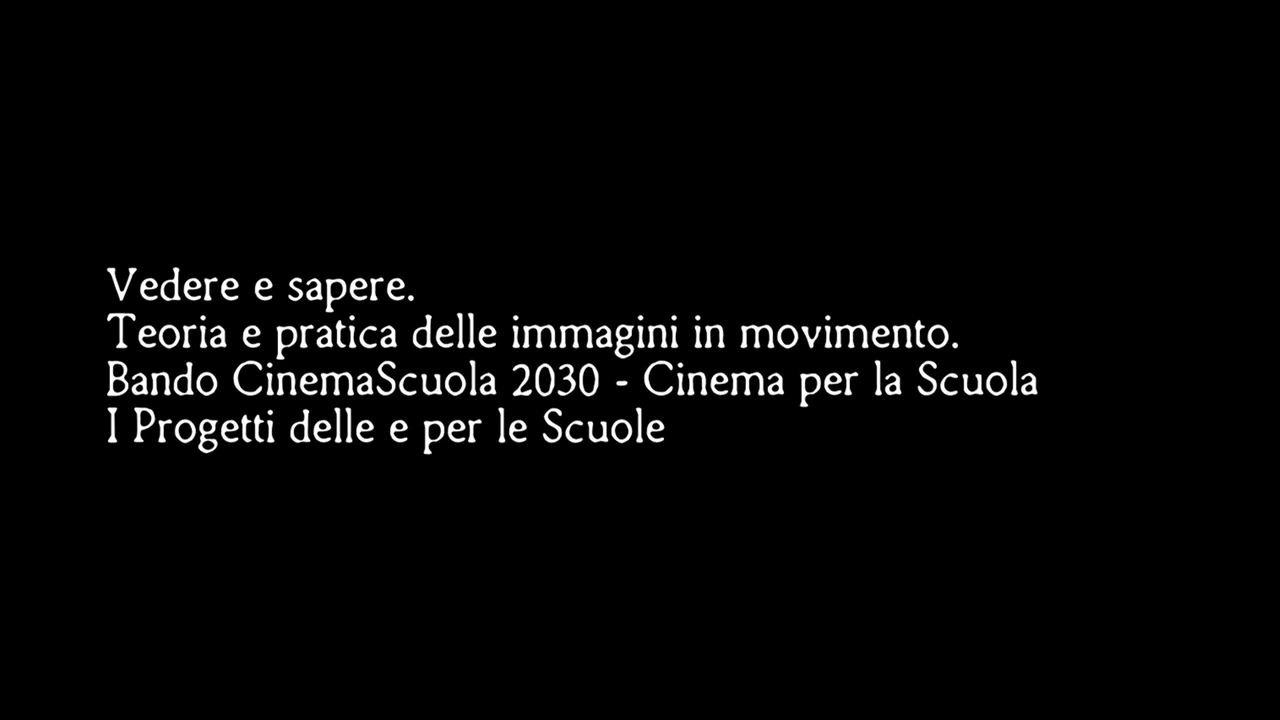 Vedere e sapere.
Teoria e pratica delle immagini in movimento.
Bando CinemaScuola 2030 - Cinema per la Scuola
I Progetti delle e per le Scuole